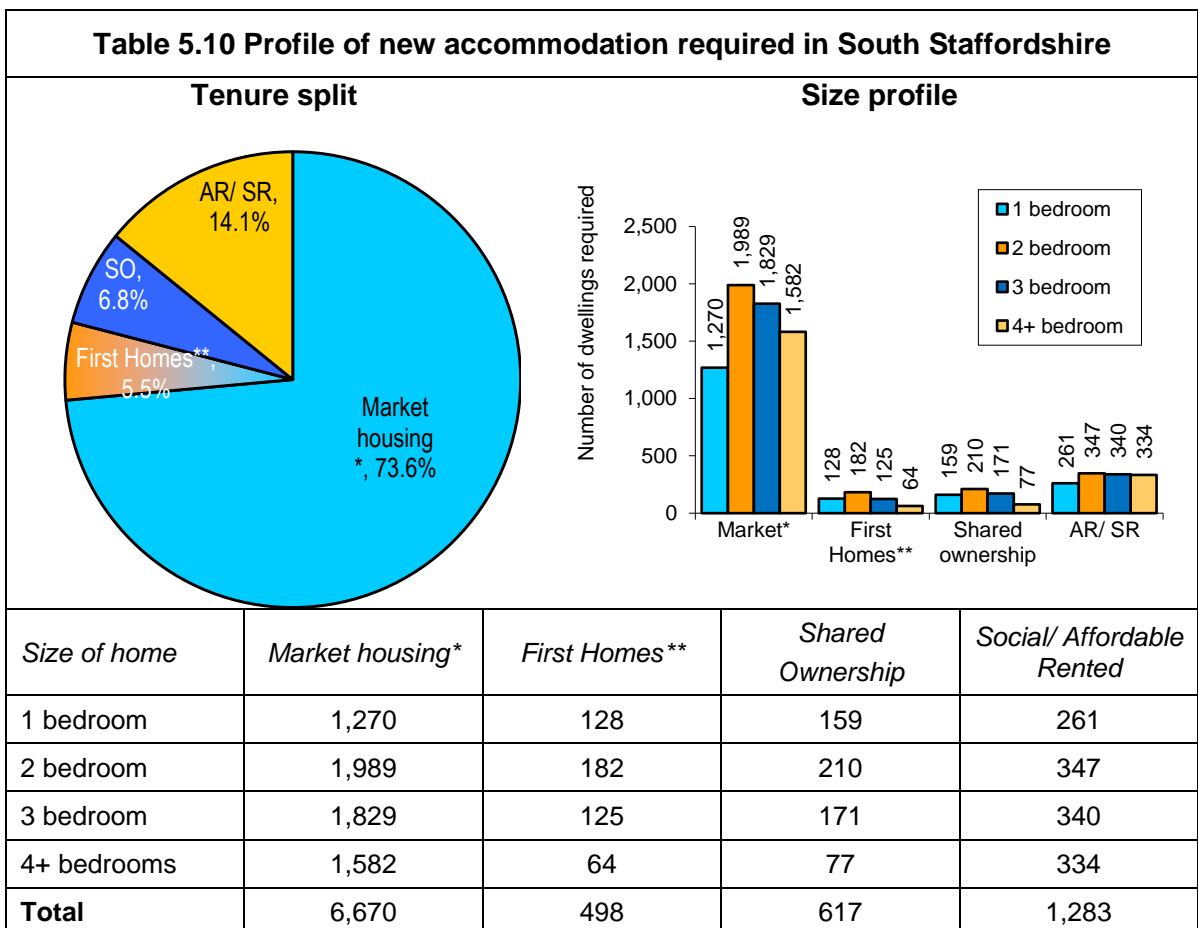 Table 5.10 Profile of new accommodation required in South Staffordshire
Tenure split
AR/ SR,
14.1%
SO,
6.8%
First Homes**,
5.5%
Market
housing
*, 73.6%
Size profile
Number of dwellings required
2,500
2,000
1,500
1,000
500
0
1,270
1,989
1,829
1,582
128
182
125
64
159
210
171
77
261
347
340
334
Market*
First
Homes**
Shared
ownership
AR/ SR
1 bedroom
2 bedroom
3 bedroom
4+ bedroom
Size of home Market housing* First Homes** Shared Ownership Social/ Affordable Rented
1 bedroom 1,270 128 159 261
2 bedroom 1,989 182 210 347
3 bedroom 1,829 125 171 340
4+ bedrooms 1,582 64 77 334
Total 6,670 498 617 1,283